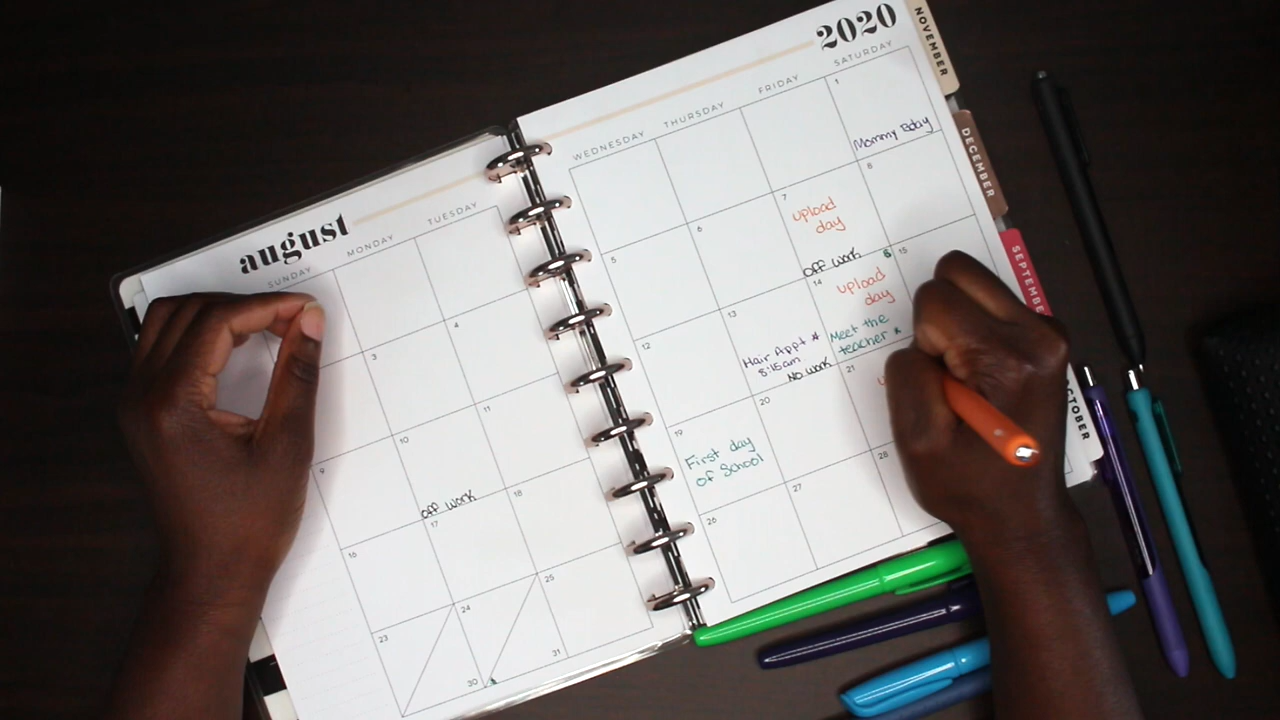 august
2020
SUNDAY
MONDAY
TUESDAY
WEDNESDAY
THURSDAY
FRIDAY
SATURDAY
1
Mommy Bday
3
4
5
6
7
upload
day
off work
8
9
10
off work
11
12
13
Hair Appt *
8:15am
No work
14
upload
day
Meet the
teacher *
15
16
17
18
19
First day
of School
20
21
23
24
25
26
27
28
30
31
NOVEMBER
DECEMBER
SEPTEMBER
OCTOBER